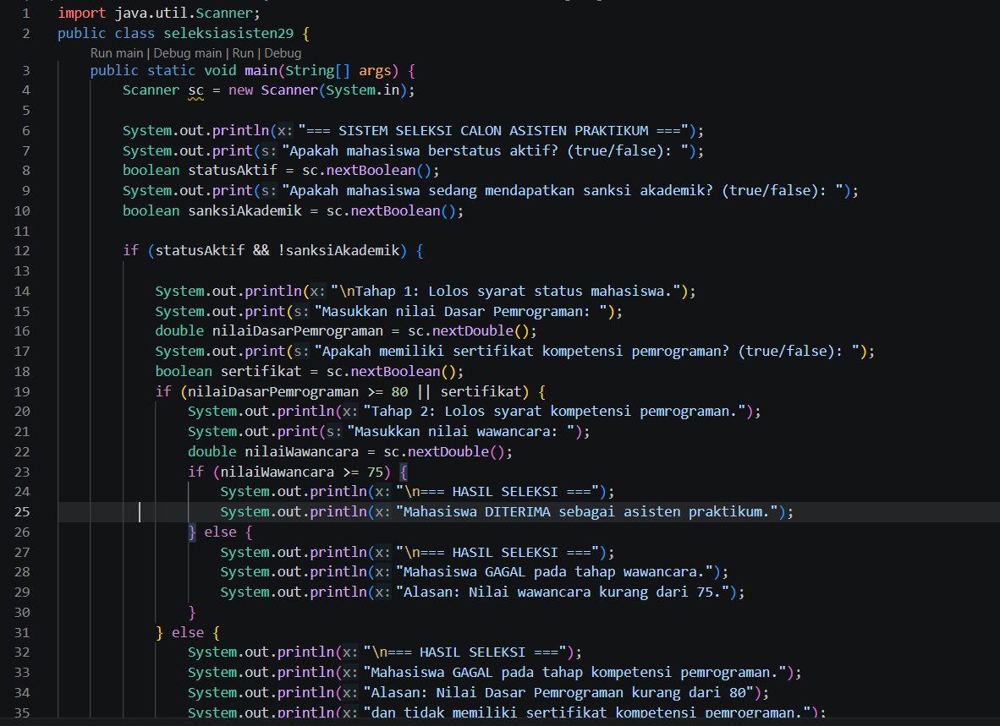 1 import java.util.Scanner;
2 public class seleksiasisten29 {
Run main | Debug main | Run | Debug
3 public static void main(String[] args) {
4 Scanner sc = new Scanner(System.in);
5
6 System.out.println(x: "=== SISTEM SELEKSI CALON ASISTEN PRAKTIKUM ===");
7 System.out.print(s: "Apakah mahasiswa berstatus aktif? (true/false): ");
8 boolean statusAktif = sc.nextBoolean();
9 System.out.print(s: "Apakah mahasiswa sedang mendapatkan sanksi akademik? (true/false): ");
10 boolean sanksiAkademik = sc.nextBoolean();
11
12 if (statusAktif && !sanksiAkademik) {
13
14 System.out.println(x: "\nTahap 1: Lolos syarat status mahasiswa.");
15 System.out.print(s: "Masukkan nilai Dasar Pemrograman: ");
16 double nilaiDasarPemrograman = sc.nextDouble();
17 System.out.print(s: "Apakah memiliki sertifikat kompetensi pemrograman? (true/false): ");
18 boolean sertifikat = sc.nextBoolean();
19 if (nilaiDasarPemrograman >= 80 || sertifikat) {
20 System.out.println(x: "Tahap 2: Lolos syarat kompetensi pemrograman.");
21 System.out.print(s: "Masukkan nilai wawancara: ");
22 double nilaiWawancara = sc.nextDouble();
23 if (nilaiWawancara >= 75) {
24 System.out.println(x: "\n=== HASIL SELEKSI ===");
25 System.out.println(x: "Mahasiswa DITERIMA sebagai asisten praktikum.");
26 } else {
27 System.out.println(x: "\n=== HASIL SELEKSI ===");
28 System.out.println(x: "Mahasiswa GAGAL pada tahap wawancara.");
29 System.out.println(x: "Alasan: Nilai wawancara kurang dari 75.");
30 }
31 } else {
32 System.out.println(x: "\n=== HASIL SELEKSI ===");
33 System.out.println(x: "Mahasiswa GAGAL pada tahap kompetensi pemrograman.");
34 System.out.println(x: "Alasan: Nilai Dasar Pemrograman kurang dari 80");
35 System.out.println(x: "dan tidak memiliki sertifikat kompetensi pemrograman.");